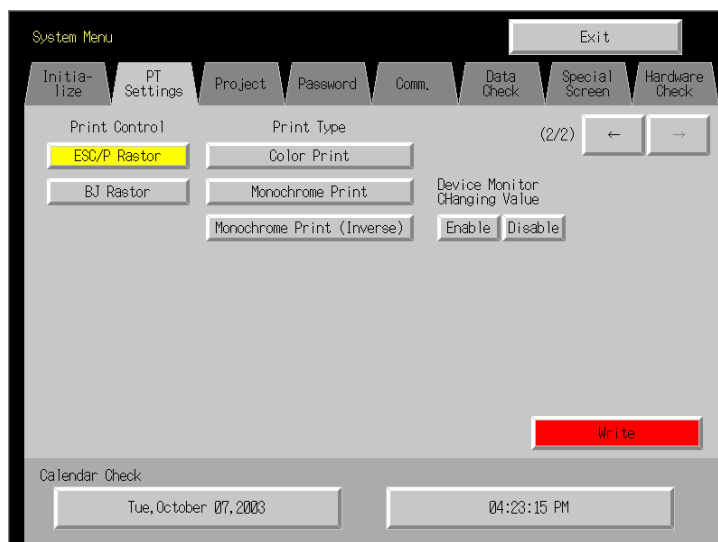 System Menu
Exit
Initia-
lize
PT
Settings
Project
Password
Comm.
Data
Check
Special
Screen
Hardware
Check
Print Control
Print Type
(2/2)
←
→
ESC/P Rastor
Color Print
BJ Rastor
Monochrome Print
Device Monitor
CHanging Value
Monochrome Print (Inverse)
Enable
Disable
Write
Calendar Check
Tue,October 07,2003
04:23:15 PM